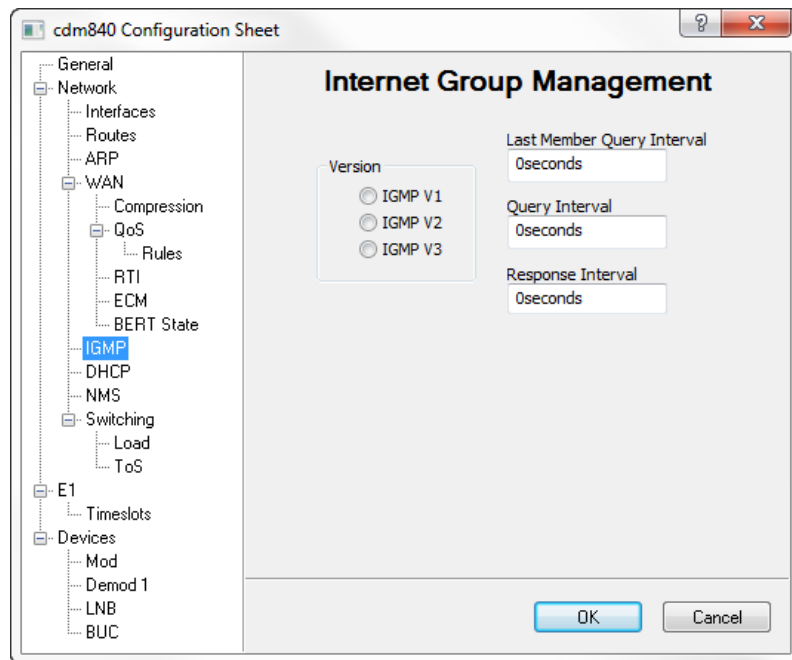 cdm840 Configuration Sheet
General
Network
Interfaces
Routes
ARP
WAN
Compression
QoS
Rules
RTI
ECM
BERT State
IGMP
DHCP
NMS
Switching
Load
ToS
E1
Timeslots
Devices
Mod
Demod 1
LNB
BUC
Internet Group Management
Version
IGMP V1
IGMP V2
IGMP V3
Last Member Query Interval
0seconds
Query Interval
0seconds
Response Interval
0seconds
OK
Cancel